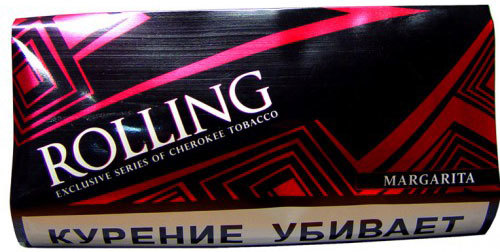 ROLLING
EXCLUSIVE SERIES OF CHEROKEE TOBACCO
MARGARITA
КУРЕНИЕ УБИВАЕТ